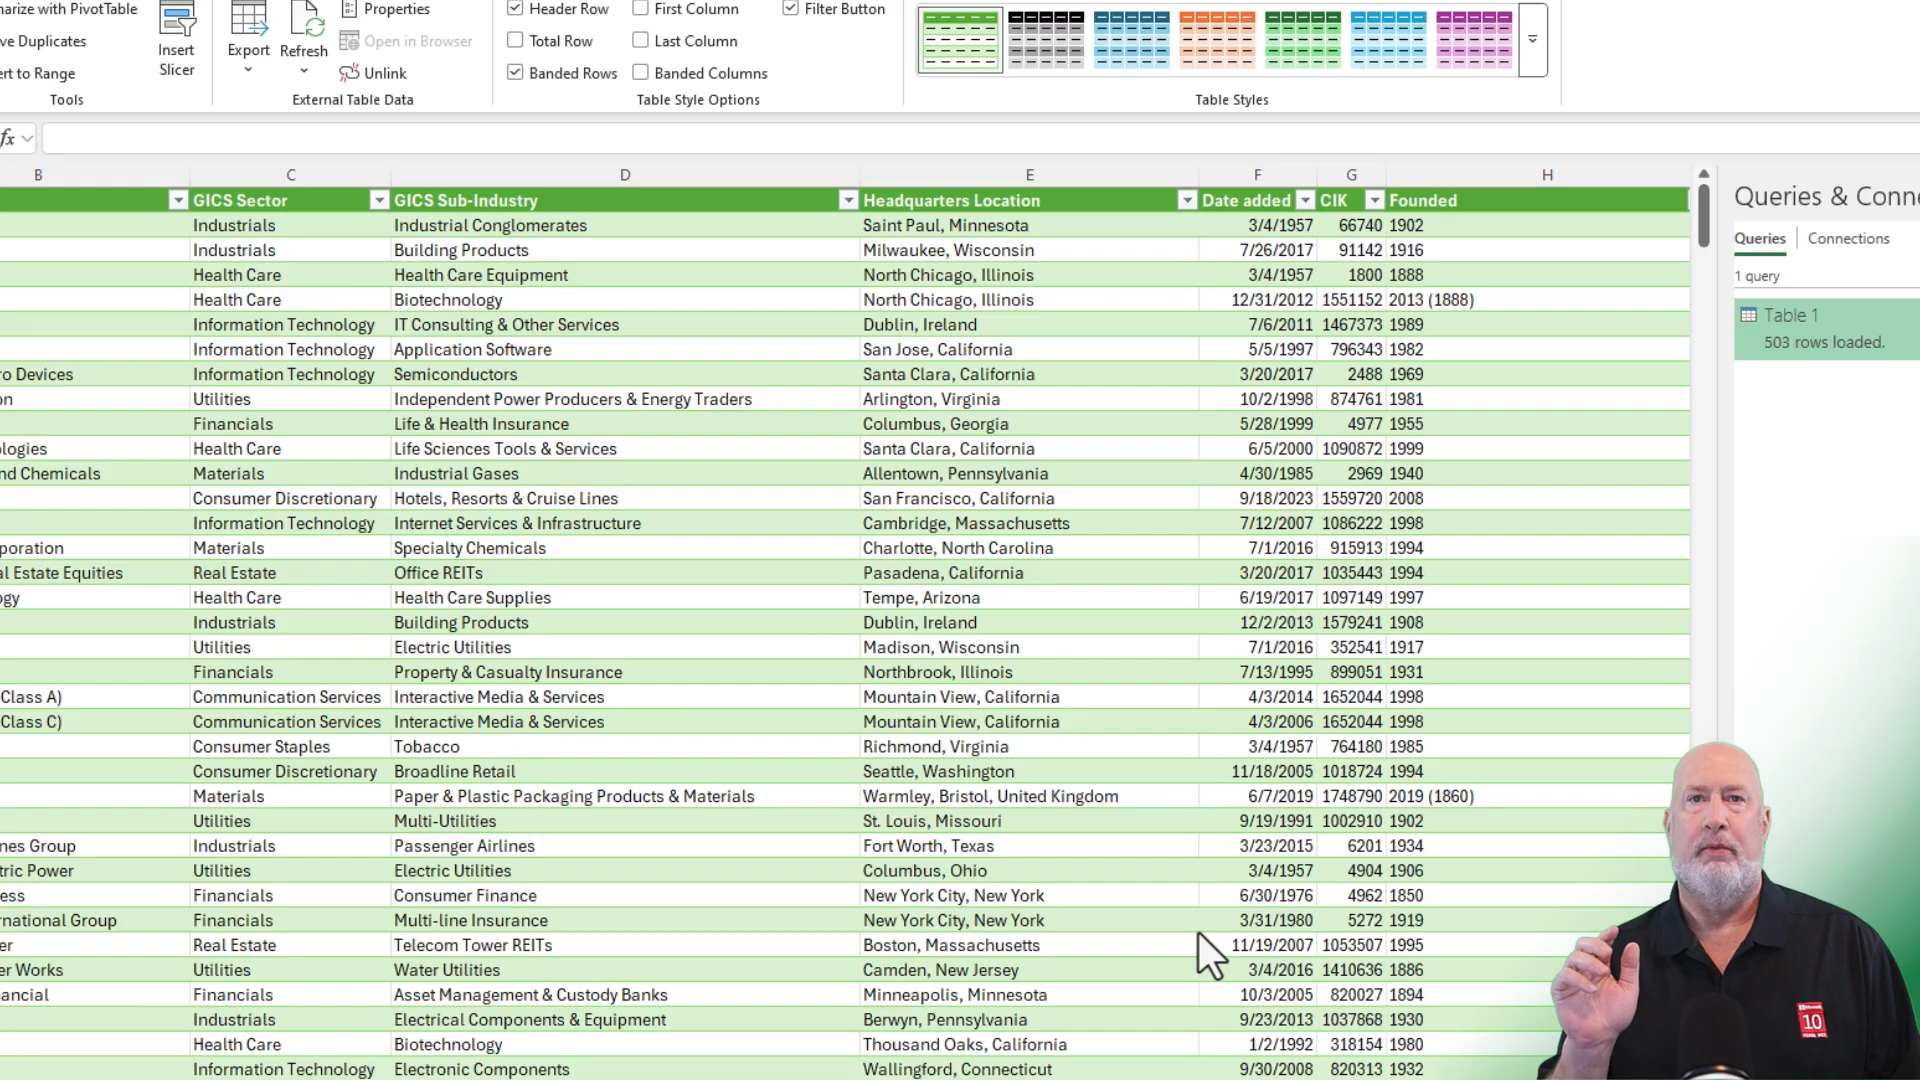 arize with PivotTable
ve Duplicates
ert to Range
Tools
Insert
Slicer
Export
Refresh
Properties
Open in Browser
Unlink
External Table Data
Header Row
First Column
Filter Button
Total Row
Last Column
Banded Rows
Banded Columns
Table Style Options
Table Styles
fx
B C D E F G H
GICS Sector GICS Sub-Industry Headquarters Location Date added CIK Founded
Industrials Industrial Conglomerates Saint Paul, Minnesota 3/4/1957 66740 1902
Industrials Building Products Milwaukee, Wisconsin 7/26/2017 91142 1916
Health Care Health Care Equipment North Chicago, Illinois 3/4/1957 1800 1888
Health Care Biotechnology North Chicago, Illinois 12/31/2012 1551152 2013 (1888)
Information Technology IT Consulting & Other Services Dublin, Ireland 7/6/2011 1467373 1989
Information Technology Application Software San Jose, California 5/5/1997 796343 1982
ro Devices Information Technology Semiconductors Santa Clara, California 3/20/2017 2488 1969
on Utilities Independent Power Producers & Energy Traders Arlington, Virginia 10/2/1998 874761 1981
Financials Life & Health Insurance Columbus, Georgia 5/28/1999 4977 1955
ologies Health Care Life Sciences Tools & Services Santa Clara, California 6/5/2000 1090872 1999
nd Chemicals Materials Industrial Gases Allentown, Pennsylvania 4/30/1985 2969 1940
Consumer Discretionary Hotels, Resorts & Cruise Lines San Francisco, California 9/18/2023 1559720 2008
Information Technology Internet Services & Infrastructure Cambridge, Massachusetts 7/12/2007 1086222 1998
poration Materials Specialty Chemicals Charlotte, North Carolina 7/1/2016 915913 1994
al Estate Equities Real Estate Office REITs Pasadena, California 3/20/2017 1035443 1994
ogy Health Care Health Care Supplies Tempe, Arizona 6/19/2017 1097149 1997
Industrials Building Products Dublin, Ireland 12/2/2013 1579241 1908
Utilities Electric Utilities Madison, Wisconsin 7/1/2016 352541 1917
Financials Property & Casualty Insurance Northbrook, Illinois 7/13/1995 899051 1931
Class A) Communication Services Interactive Media & Services Mountain View, California 4/3/2014 1652044 1998
Class C) Communication Services Interactive Media & Services Mountain View, California 4/3/2006 1652044 1998
Consumer Staples Tobacco Richmond, Virginia 3/4/1957 764180 1985
Consumer Discretionary Broadline Retail Seattle, Washington 11/18/2005 1018724 1994
Materials Paper & Plastic Packaging Products & Materials Warmley, Bristol, United Kingdom 6/7/2019 1748790 2019 (1860)
Utilities Multi-Utilities St. Louis, Missouri 9/19/1991 1002910 1902
nes Group Industrials Passenger Airlines Fort Worth, Texas 3/23/2015 6201 1934
tric Power Utilities Electric Utilities Columbus, Ohio 3/4/1957 4904 1906
ess Financials Consumer Finance New York City, New York 6/30/1976 4962 1850
rnational Group Financials Multi-line Insurance New York City, New York 3/31/1980 5272 1919
er Real Estate Telecom Tower REITs Boston, Massachusetts 11/19/2007 1053507 1995
er Works Utilities Water Utilities Camden, New Jersey 3/4/2016 1410636 1886
ancial Financials Asset Management & Custody Banks Minneapolis, Minnesota 10/3/2005 820027 1894
Industrials Electrical Components & Equipment Berwyn, Pennsylvania 9/23/2013 1037868 1930
Health Care Biotechnology Thousand Oaks, California 1/2/1992 318154 1980
Information Technology Electronic Components Wallingford, Connecticut 9/30/2008 820313 1932
Queries & Conne
Queries Connections
1 query
Table 1
503 rows loaded.
10